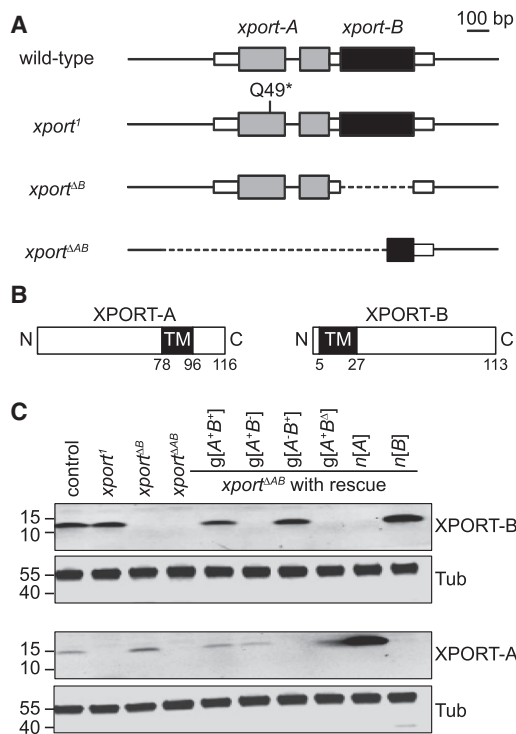 A
xport-A xport-B 100 bp
wild-type
Q49*
xport¹
xportΔB
xportΔAB
B
XPORT-A XPORT-B
N TM C N TM C
78 96 116 5 27 113
C
control xport¹ xportΔB xportΔAB g[A⁺B⁺] g[A⁺B⁻] g[A⁻B⁺] g[A⁺BΔ] n[A] n[B]
xportΔAB with rescue
15
10
XPORT-B
55
40
Tub
15
10
XPORT-A
55
40
Tub